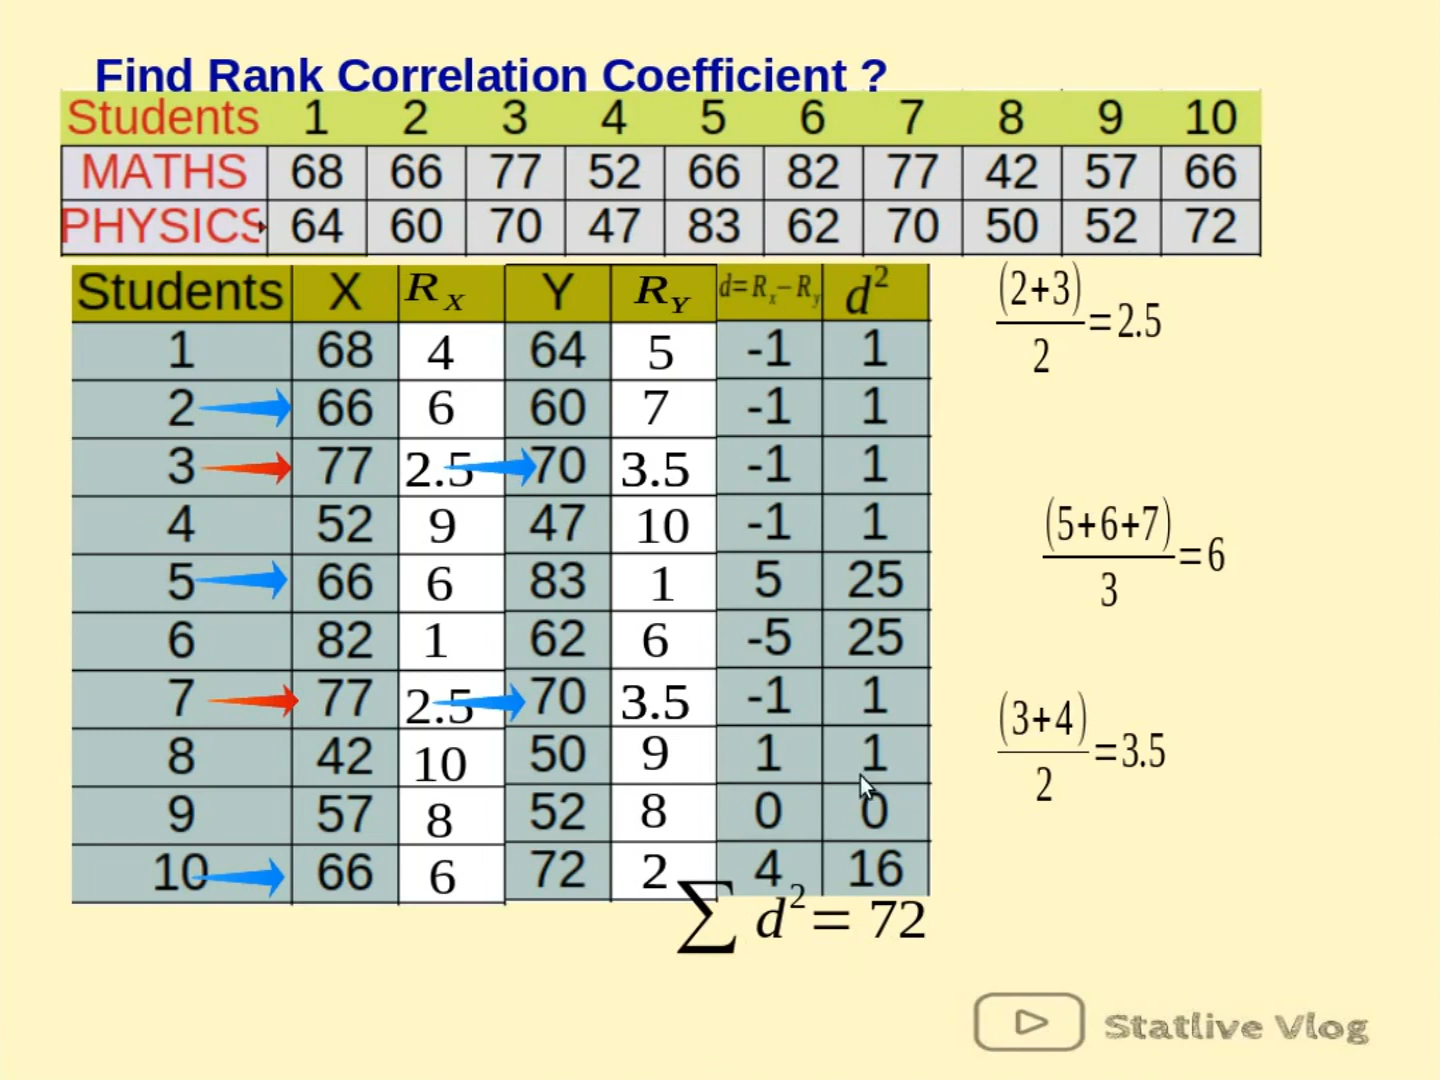 Find Rank Correlation Coefficient ?
Students 1 2 3 4 5 6 7 8 9 10
MATHS 68 66 77 52 66 82 77 42 57 66
PHYSICS 64 60 70 47 83 62 70 50 52 72
Students X R_X Y R_Y d=R_x−R_y d²
1 68 4 64 5 -1 1
2 66 6 60 7 -1 1
3 77 2.5 70 3.5 -1 1
4 52 9 47 10 -1 1
5 66 6 83 1 5 25
6 82 1 62 6 -5 25
7 77 2.5 70 3.5 -1 1
8 42 10 50 9 1 1
9 57 8 52 8 0 0
10 66 6 72 2 4 16
∑ d² = 72
(2+3)/2 = 2.5
(5+6+7)/3 = 6
(3+4)/2 = 3.5
Statlive Vlog